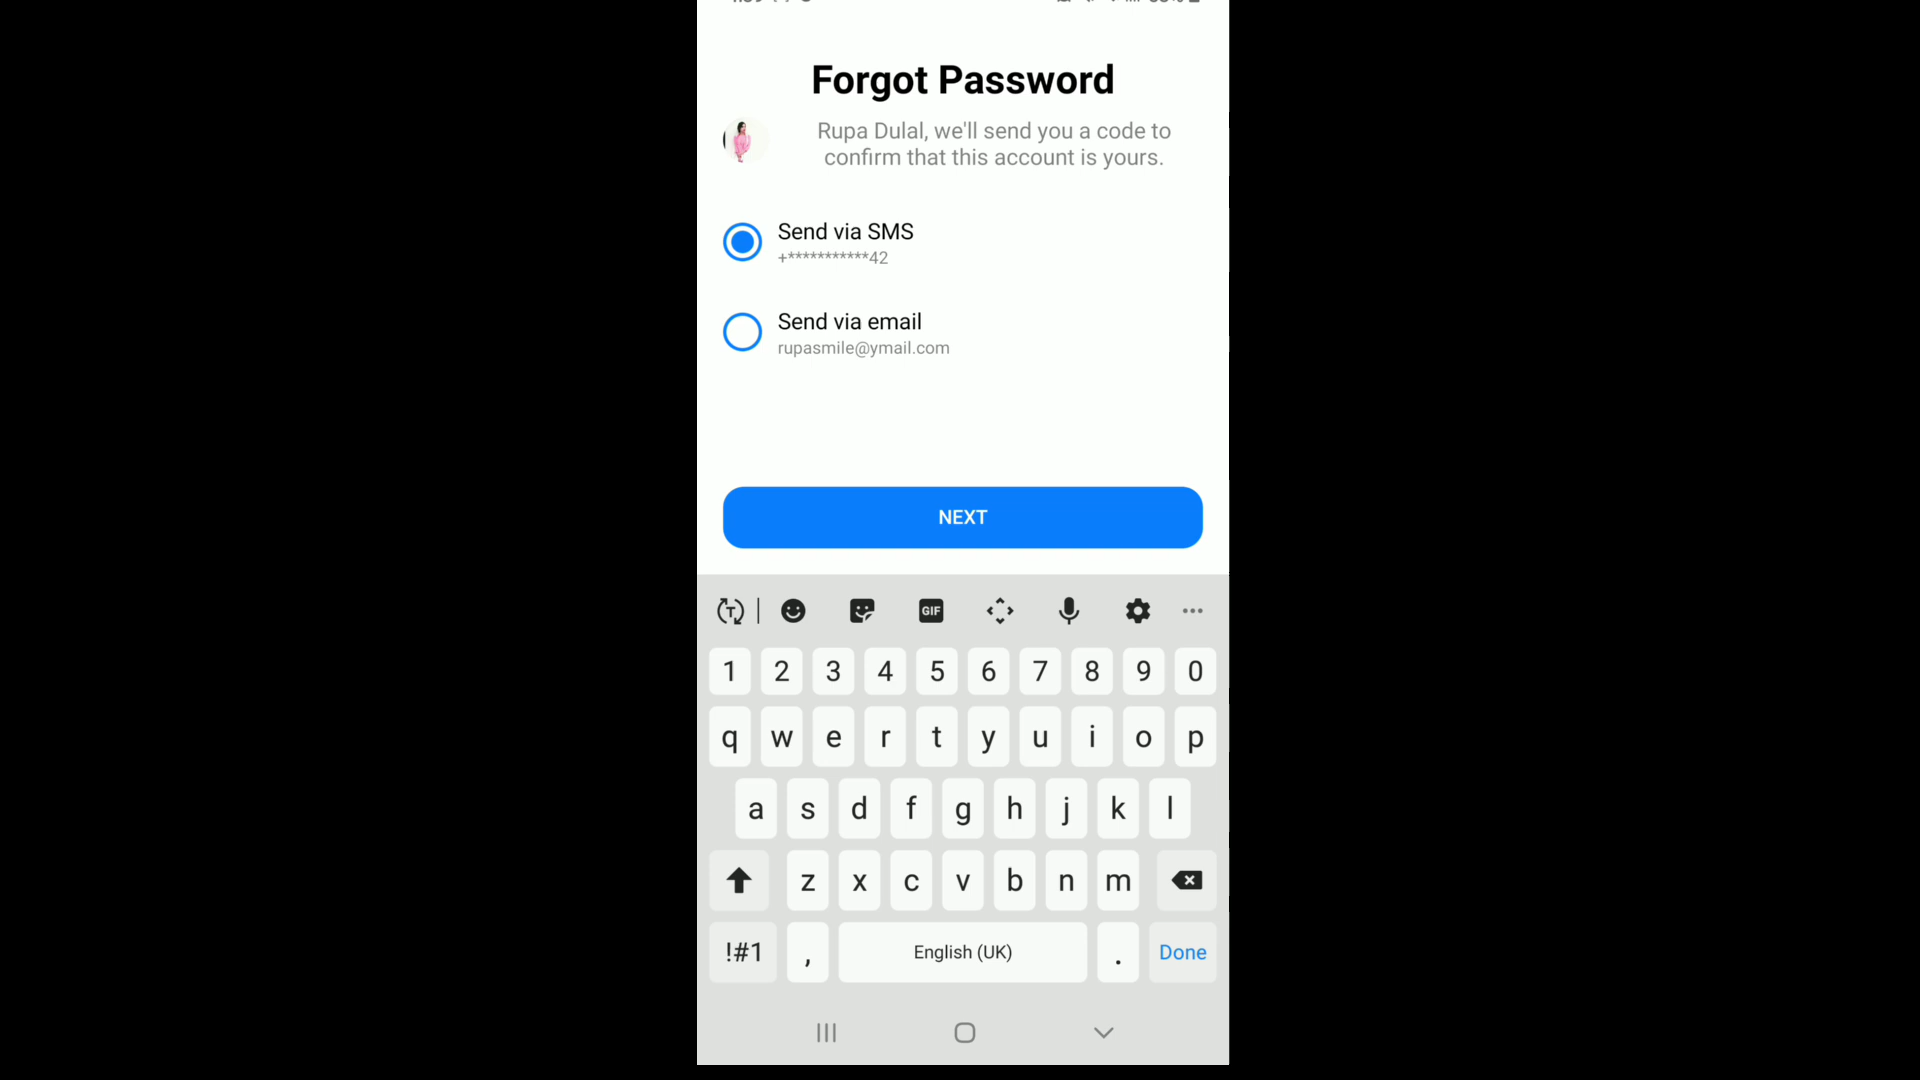 Forgot Password
Rupa Dulal, we'll send you a code to
confirm that this account is yours.
Send via SMS
+***********42
Send via email
rupasmile@ymail.com
NEXT
T GIF
1 2 3 4 5 6 7 8 9 0
q w e r t y u i o p
a s d f g h j k l
z x c v b n m
!#1 , English (UK) . Done